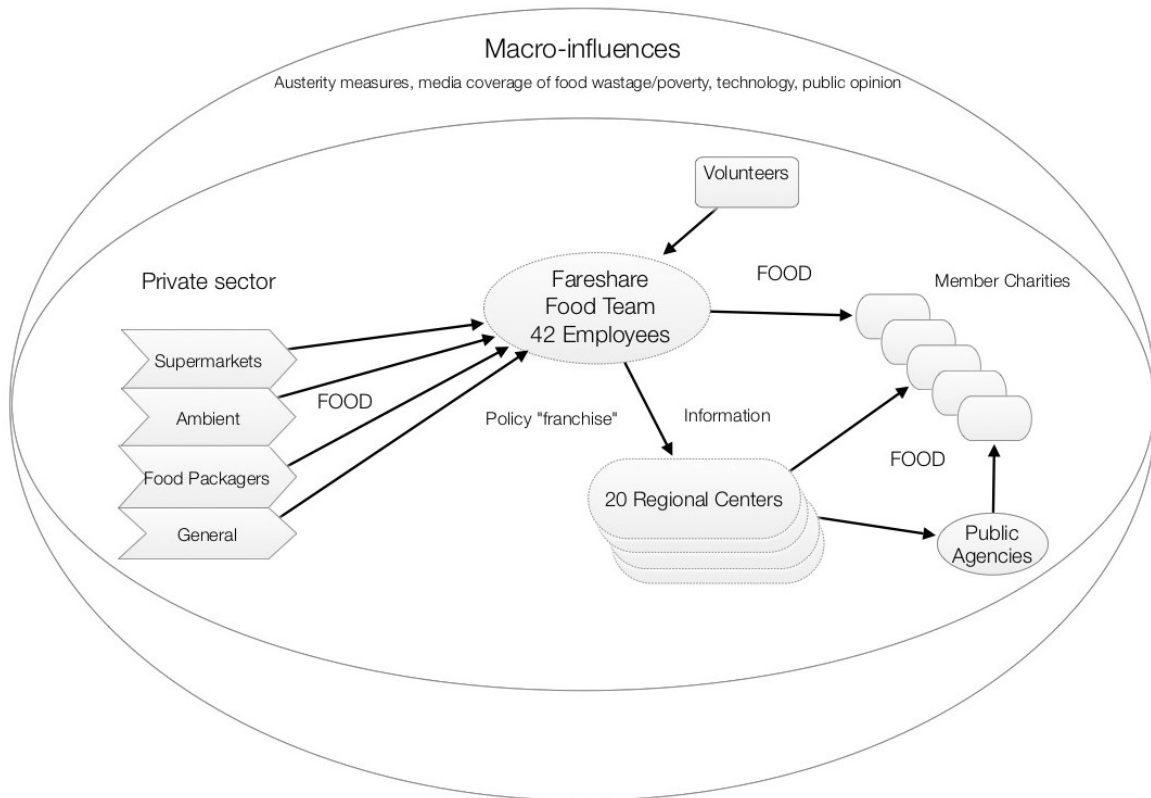 Macro-influences
Austerity measures, media coverage of food wastage/poverty, technology, public opinion
Volunteers
Private sector
Fareshare
Food Team
42 Employees
FOOD
Member Charities
Supermarkets
Ambient
FOOD
Food Packagers
General
Policy "franchise"
Information
FOOD
20 Regional Centers
Public
Agencies